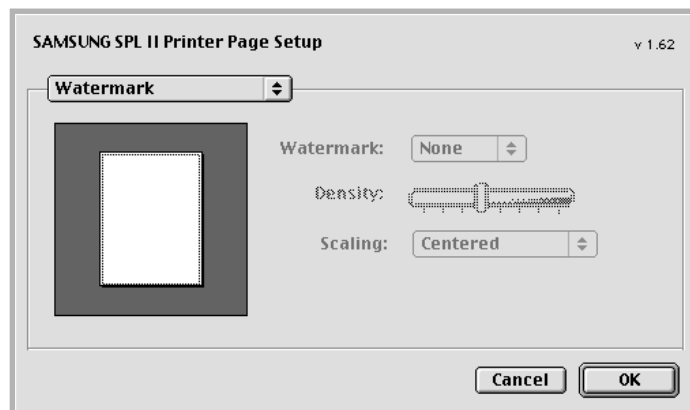 SAMSUNG SPL II Printer Page Setup
v 1.62
Watermark
Watermark: None
Density:
Scaling: Centered
Cancel OK